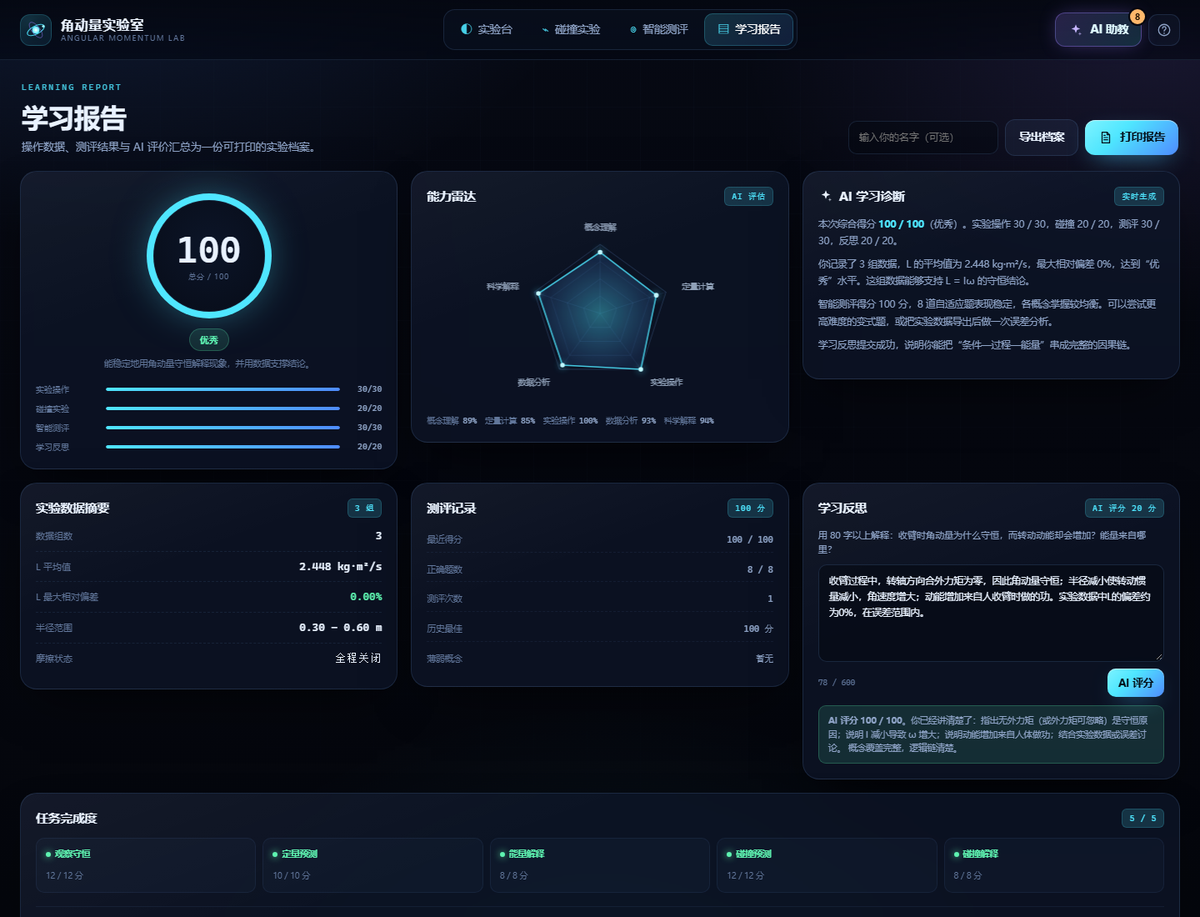 角动量实验室
ANGULAR MOMENTUM LAB
实验台
碰撞实验
智能测评
学习报告
AI 助教
8
LEARNING REPORT
学习报告
操作数据、测评结果与 AI 评价汇总为一份可打印的实验档案。
输入你的名字（可选）
导出档案
打印报告
100
总分 / 100
优秀
能稳定地用角动量守恒解释现象，并用数据支撑结论。
实验操作 30/30
碰撞实验 20/20
智能测评 30/30
学习反思 20/20
能力雷达
AI 评估
概念理解
定量计算
实验操作
数据分析
科学解释
概念理解 89% 定量计算 85% 实验操作 100% 数据分析 93% 科学解释 94%
AI 学习诊断
实时生成
本次综合得分 100 / 100（优秀）。实验操作 30 / 30，碰撞 20 / 20，测评 30 /
30，反思 20 / 20。
你记录了 3 组数据，L 的平均值为 2.448 kg·m²/s，最大相对偏差 0%，达到“优
秀”水平。这组数据能够支持 L = Iω 的守恒结论。
智能测评得分 100 分，8 道自适应题表现稳定，各概念掌握较均衡。可以尝试更
高难度的变式题，或把实验数据导出后做一次误差分析。
学习反思提交成功，说明你能把“条件—过程—能量”串成完整的因果链。
实验数据摘要
3 组
数据组数 3
L 平均值 2.448 kg·m²/s
L 最大相对偏差 0.00%
半径范围 0.30 – 0.60 m
摩擦状态 全程关闭
测评记录
100 分
最近得分 100 / 100
正确题数 8 / 8
测评次数 1
历史最佳 100 分
薄弱概念 暂无
学习反思
AI 评分 20 分
用 80 字以上解释：收臂时角动量为什么守恒，而转动动能却会增加？能量来自哪
里？
收臂过程中，转轴方向合外力矩为零，因此角动量守恒；半径减小使转动惯
量减小，角速度增大；动能增加来自人收臂时做的功。实验数据中L的偏差约
为0%，在误差范围内。
78 / 600
AI 评分
AI 评分 100 / 100。你已经讲清楚了：指出无外力矩（或外力矩可忽略）是守恒原
因；说明 I 减小导致 ω 增大；说明动能增加来自人体做功；结合实验数据或误差讨
论。 概念覆盖完整，逻辑链清楚。
任务完成度
5 / 5
观察守恒
12 / 12 分
定量预测
10 / 10 分
能量解释
8 / 8 分
碰撞预测
12 / 12 分
碰撞解释
8 / 8 分